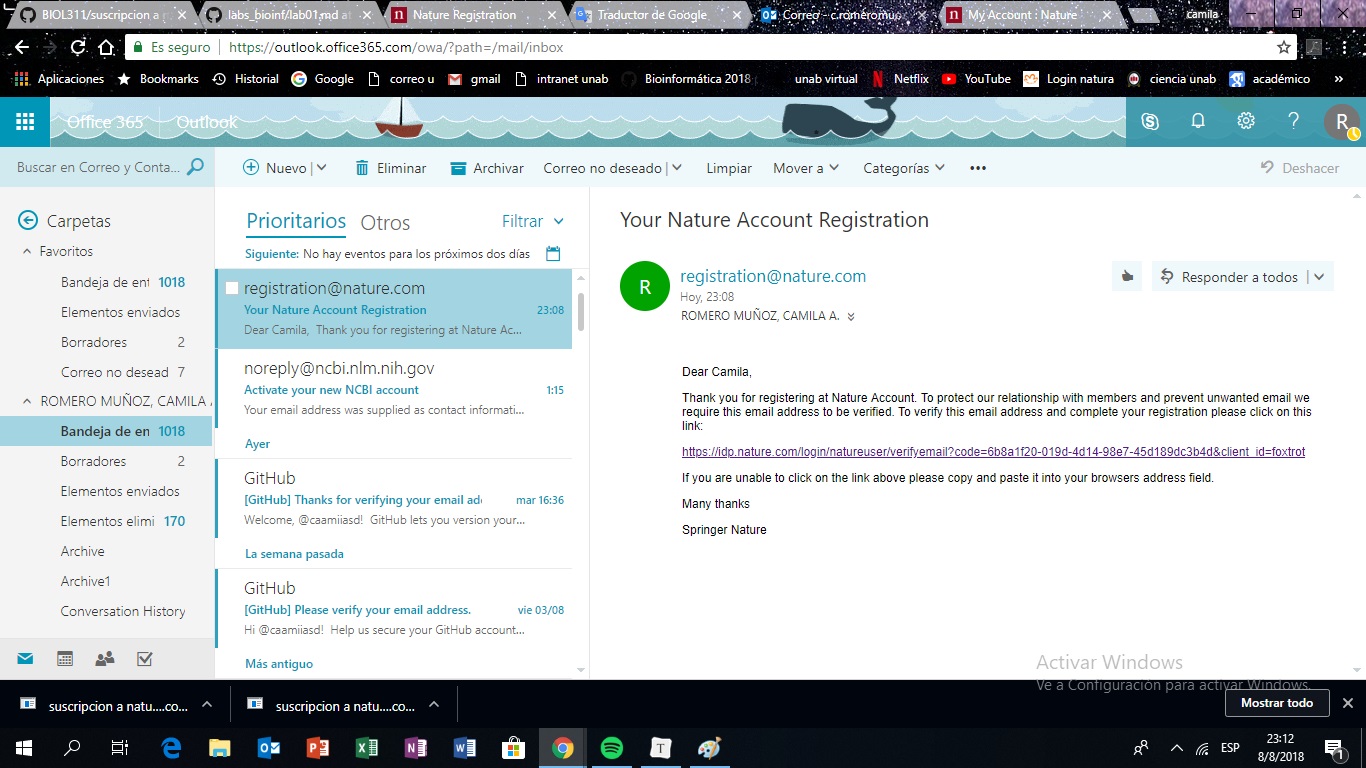 BIOL311/suscripcion a
labs_bioinf/lab01.md at
Nature Registration
Traductor de Google
Correo - c.romeromu
My Account : Nature
camila
Es seguro | https://outlook.office365.com/owa/?path=/mail/inbox
Aplicaciones Bookmarks Historial Google correo u gmail intranet unab Bioinformática 2018 unab virtual Netflix YouTube Login natura ciencia unab académico »
Office 365 Outlook ? R
Buscar en Correo y Conta...
Nuevo | Eliminar Archivar Correo no deseado | Limpiar Mover a Categorías ••• Deshacer
Carpetas
Favoritos
Bandeja de ent 1018
Elementos enviados
Borradores 2
Correo no desead 7
ROMERO MUÑOZ, CAMILA
Bandeja de en 1018
Borradores 2
Elementos enviados
Elementos elimi 170
Archive
Archive1
Conversation History
Prioritarios Otros Filtrar
Siguiente: No hay eventos para los próximos dos días
registration@nature.com
Your Nature Account Registration 23:08
Dear Camila, Thank you for registering at Nature Ac...
noreply@ncbi.nlm.nih.gov
Activate your new NCBI account 1:15
Your email address was supplied as contact informati...
Ayer
GitHub
[GitHub] Thanks for verifying your email add mar 16:36
Welcome, @caamiiasd! GitHub lets you version your...
La semana pasada
GitHub
[GitHub] Please verify your email address. vie 03/08
Hi @caamiiasd! Help us secure your GitHub account...
Más antiguo
Your Nature Account Registration
R
registration@nature.com
Hoy, 23:08
ROMERO MUÑOZ, CAMILA A.
Responder a todos |
Dear Camila,
Thank you for registering at Nature Account. To protect our relationship with members and prevent unwanted email we
require this email address to be verified. To verify this email address and complete your registration please click on this
link:
https://idp.nature.com/login/natureuser/verifyemail?code=6b8a1f20-019d-4d14-98e7-45d189dc3b4d&client_id=foxtrot
If you are unable to click on the link above please copy and paste it into your browsers address field.
Many thanks
Springer Nature
Activar Windows
Ve a Configuración para activar Windows.
suscripcion a natu....co...
suscripcion a natu....co...
Mostrar todo
ESP
23:12
8/8/2018
1